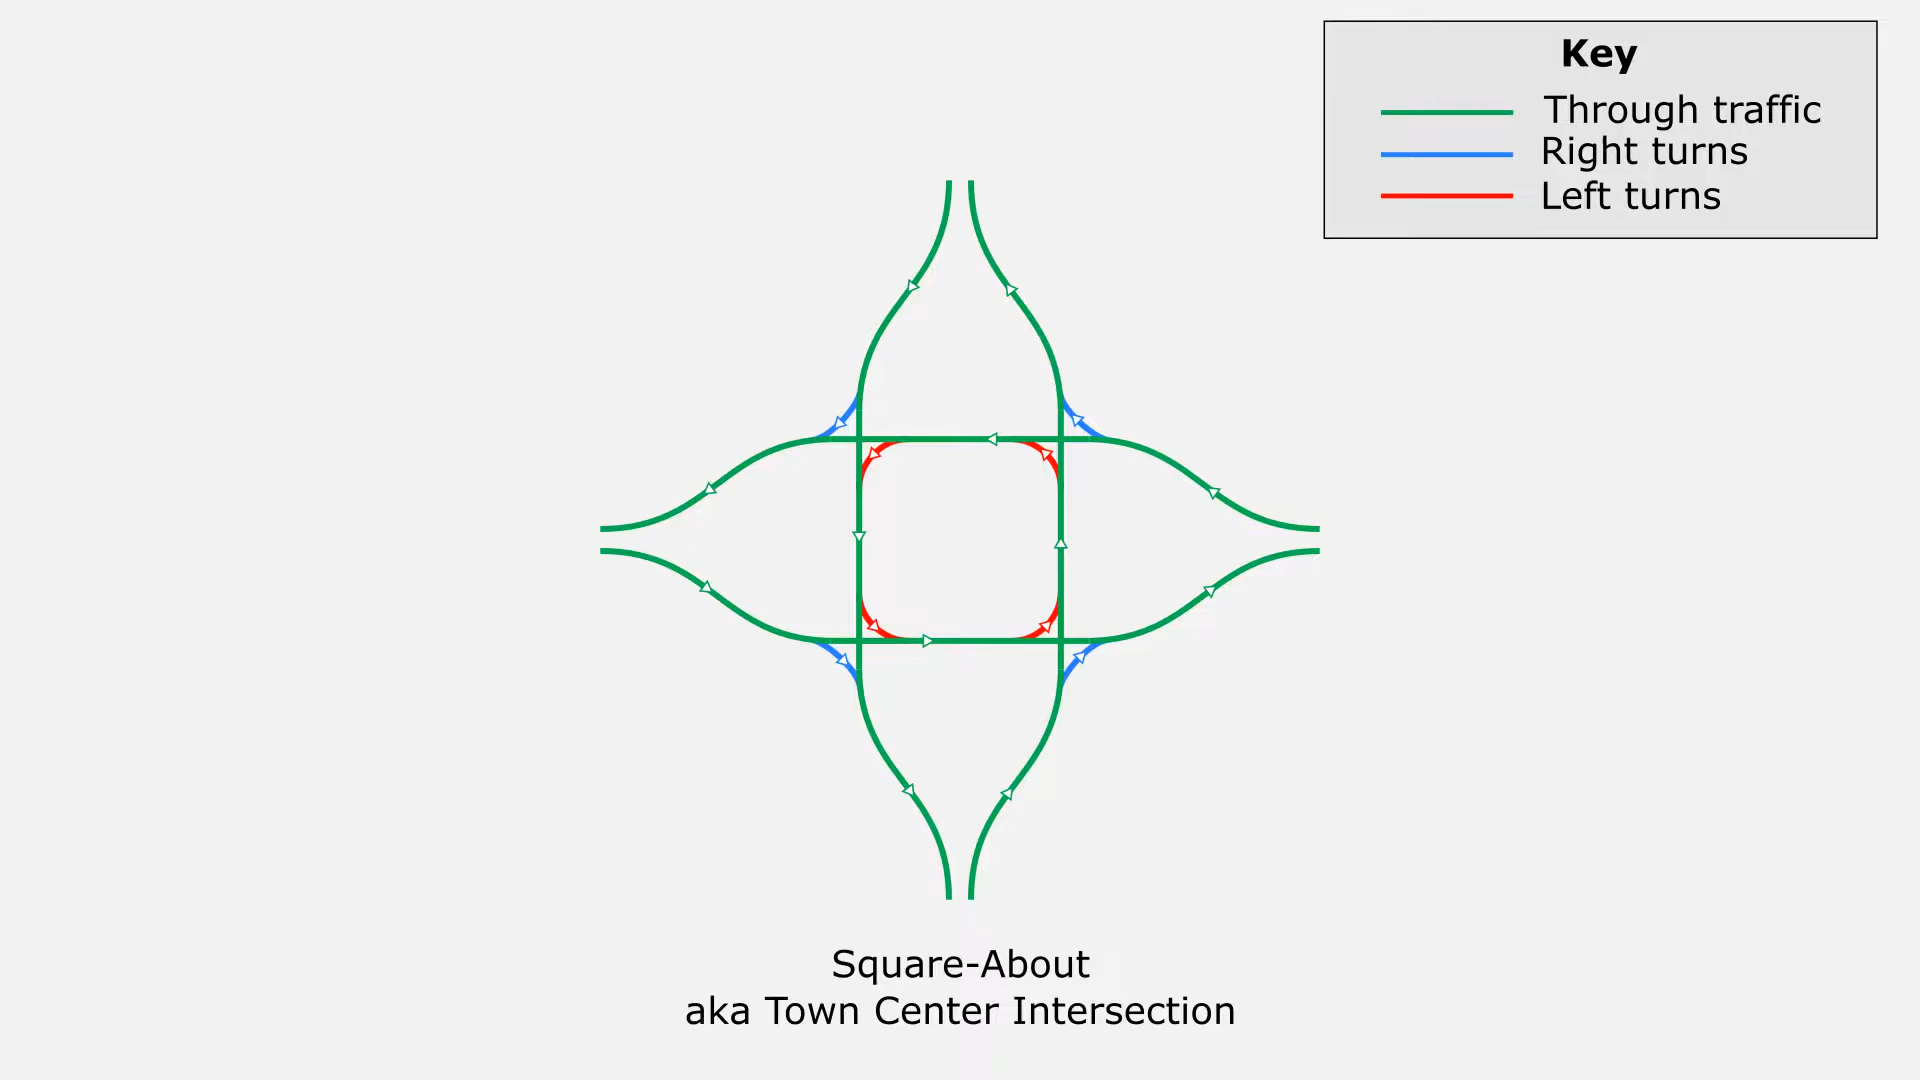 Key
Through traffic
Right turns
Left turns
Square-About
aka Town Center Intersection